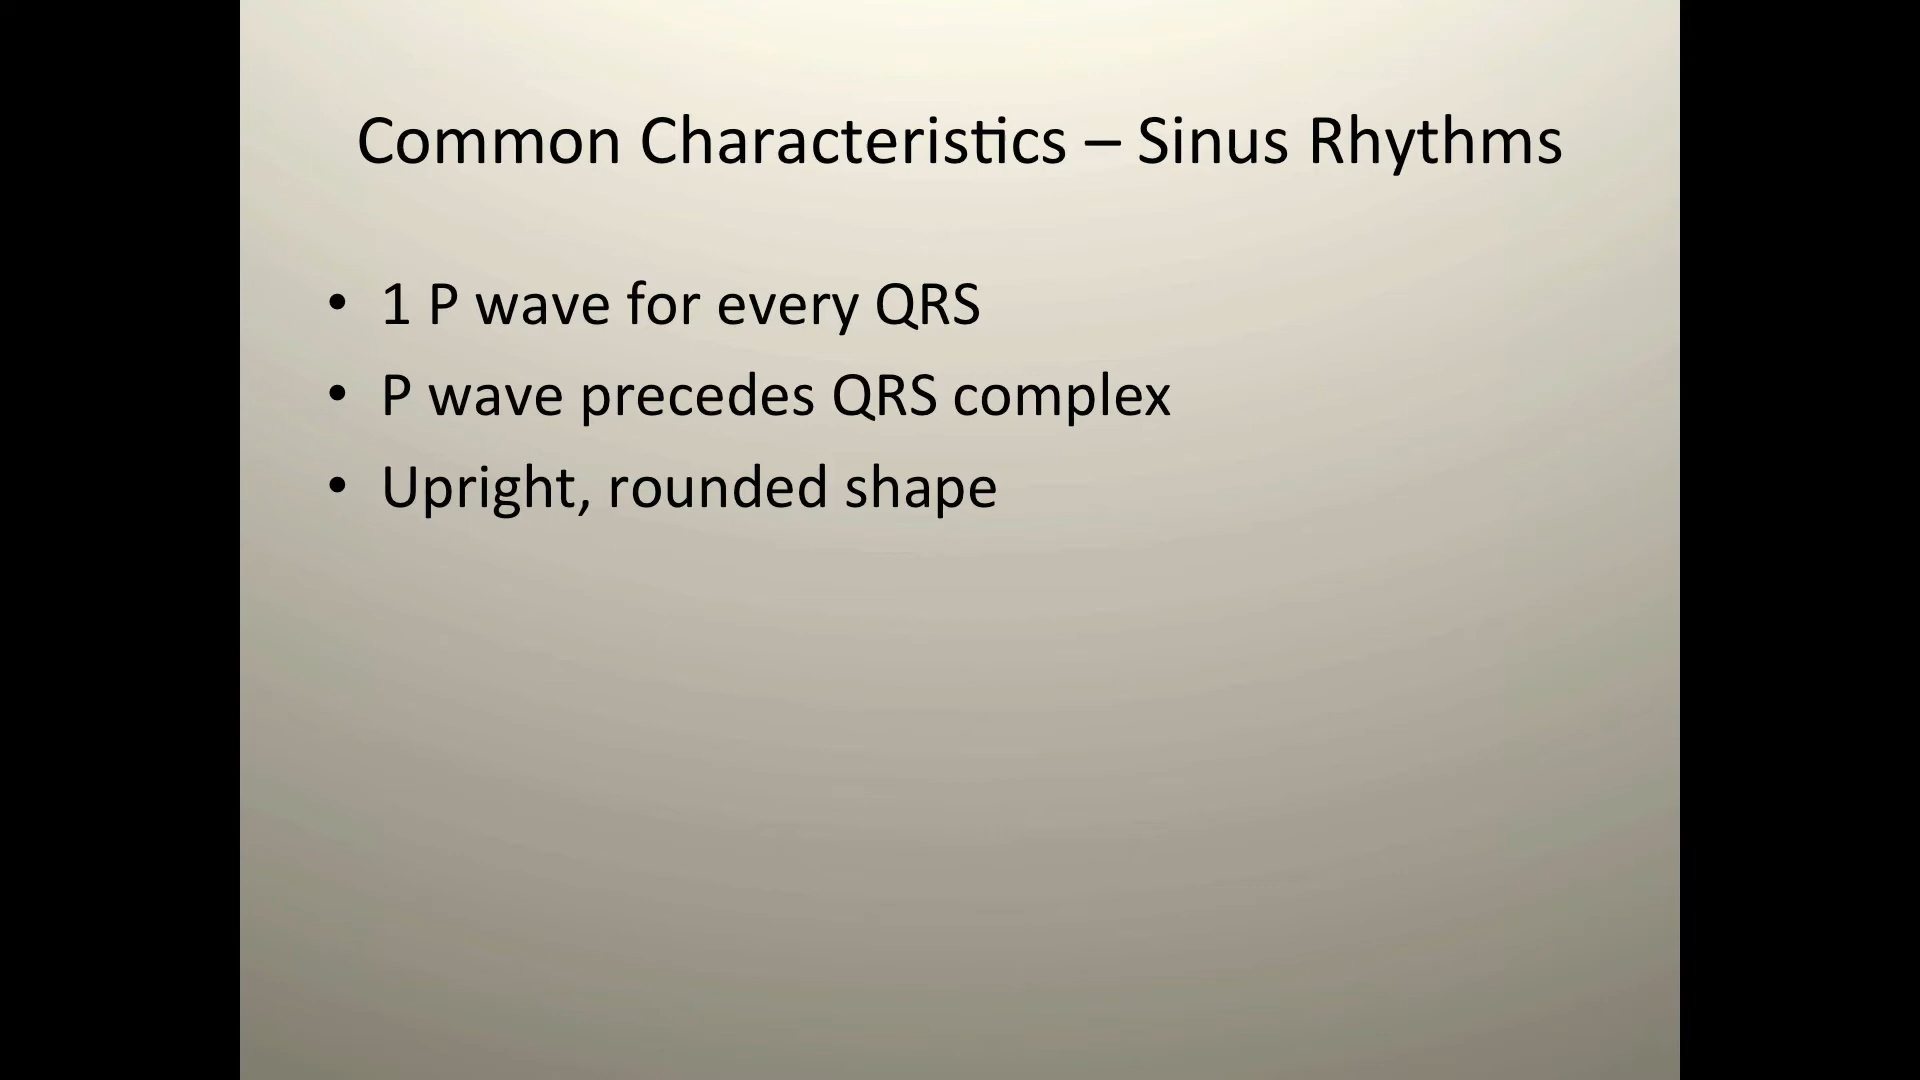 Common Characteristics – Sinus Rhythms
• 1 P wave for every QRS
• P wave precedes QRS complex
• Upright, rounded shape